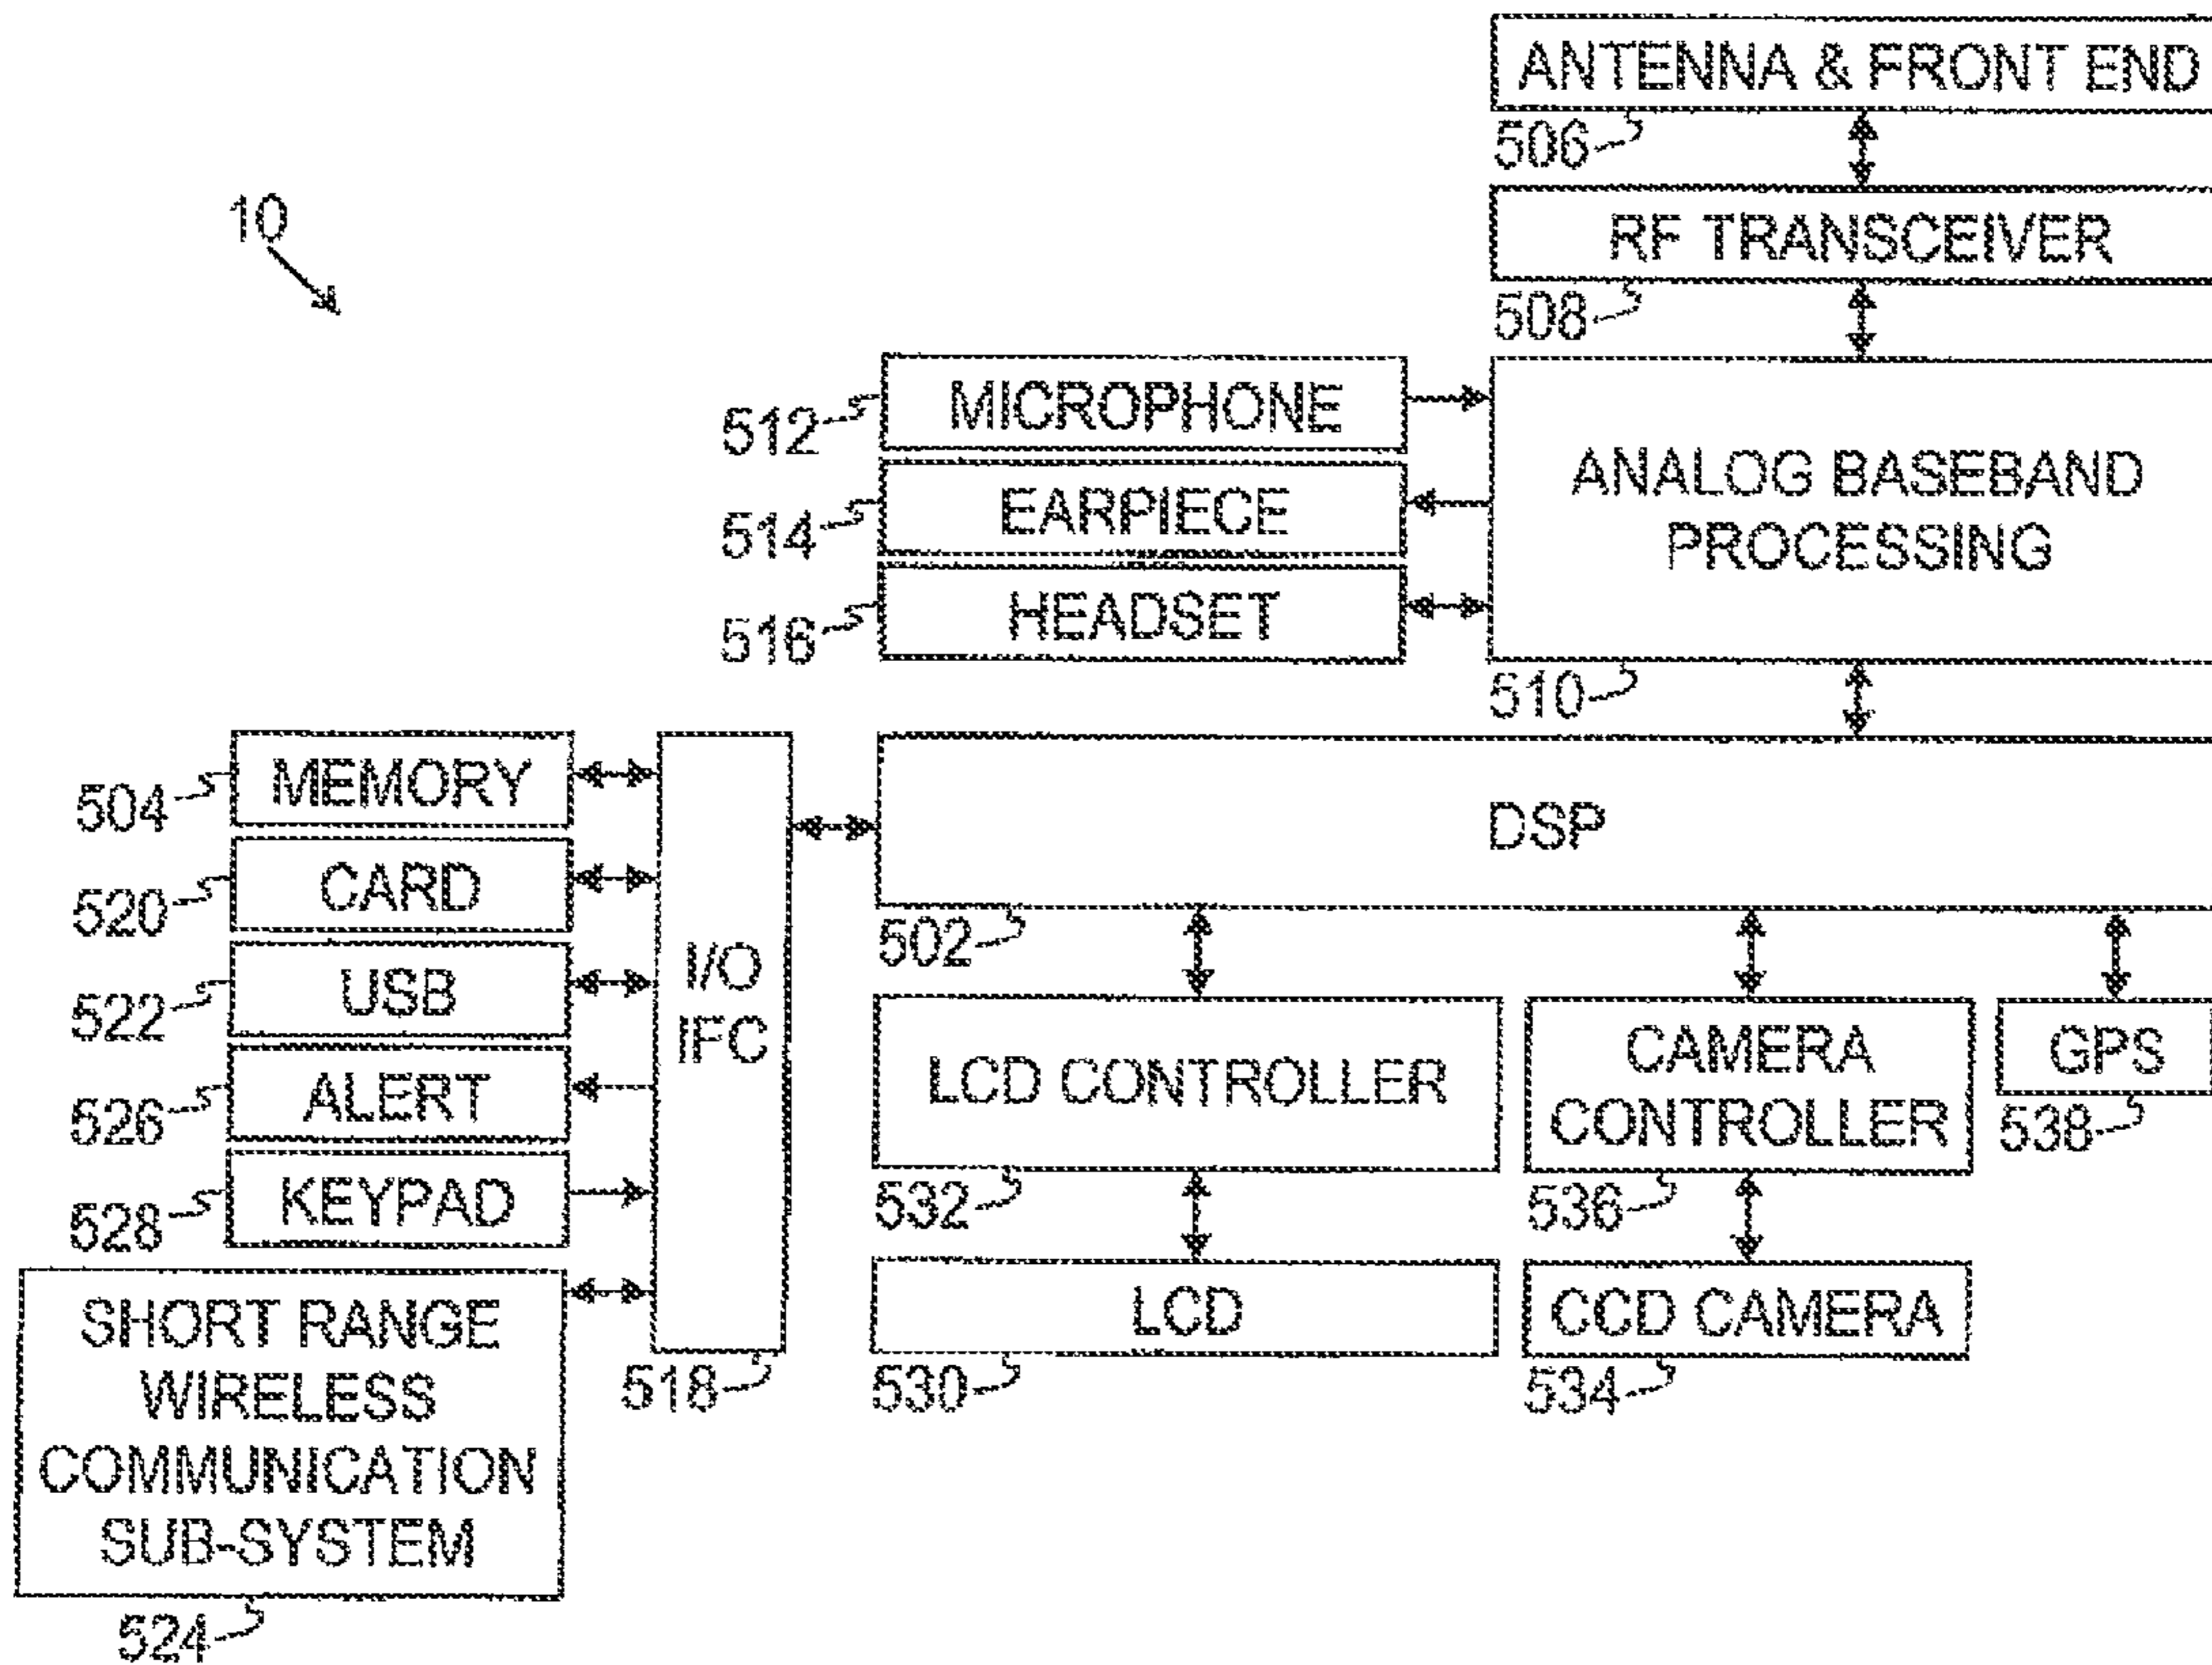 ANTENNA & FRONT END
506
10
RF TRANSCEIVER
508
512
MICROPHONE
ANALOG BASEBAND
PROCESSING
514
EARPIECE
516
HEADSET
510
504
MEMORY
DSP
520
CARD
502
522
USB
I/O
IFC
LCD CONTROLLER
CAMERA
CONTROLLER
GPS
526
ALERT
538
528
KEYPAD
532
536
SHORT RANGE
WIRELESS
COMMUNICATION
SUB-SYSTEM
LCD
CCD CAMERA
518
530
534
524